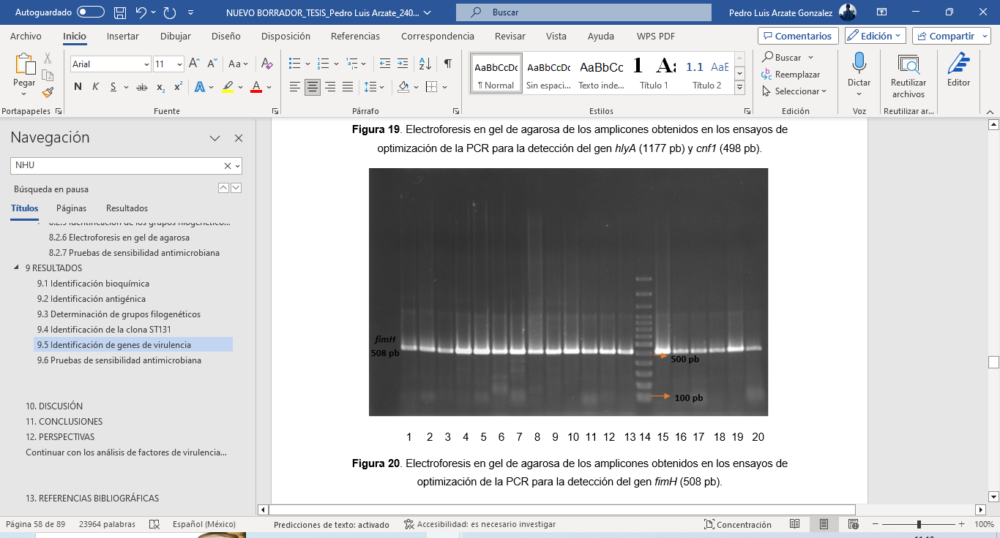 Autoguardado
NUEVO BORRADOR_TESIS_Pedro Luis Arzate_240...
Buscar
Pedro Luis Arzate Gonzalez
Archivo Inicio Insertar Dibujar Diseño Disposición Referencias Correspondencia Revisar Vista Ayuda WPS PDF
Comentarios Edición Compartir
Pegar
Portapapeles
Arial 11
Aa
N K S ab x₂ x² A A
Fuente
Párrafo
AaBbCcDc AaBbCcDc AaBbCc 1 A: 1.1 AaE
¶ Normal Sin espaci... Texto inde... Título 1 Título 2
Estilos
Buscar
Reemplazar
Seleccionar
Edición
Dictar
Voz
Reutilizar archivos
Reutilizar ar...
Editor
Navegación
NHU
Búsqueda en pausa
Títulos Páginas Resultados
8.2.5 Identificación de los grupos filogenético...
8.2.6 Electroforesis en gel de agarosa
8.2.7 Pruebas de sensibilidad antimicrobiana
9 RESULTADOS
9.1 Identificación bioquímica
9.2 Identificación antigénica
9.3 Determinación de grupos filogenéticos
9.4 Identificación de la clona ST131
9.5 Identificación de genes de virulencia
9.6 Pruebas de sensibilidad antimicrobiana
10. DISCUSIÓN
11. CONCLUSIONES
12. PERSPECTIVAS
Continuar con los análisis de factores de virulencia...
13. REFERENCIAS BIBLIOGRÁFICAS
Figura 19. Electroforesis en gel de agarosa de los amplicones obtenidos en los ensayos de
optimización de la PCR para la detección del gen hlyA (1177 pb) y cnf1 (498 pb).
fimH
508 pb
500 pb
100 pb
1 2 3 4 5 6 7 8 9 10 11 12 13 14 15 16 17 18 19 20
Figura 20. Electroforesis en gel de agarosa de los amplicones obtenidos en los ensayos de
optimización de la PCR para la detección del gen fimH (508 pb).
Página 58 de 89 23964 palabras Español (México) Predicciones de texto: activado Accesibilidad: es necesario investigar Concentración 100%